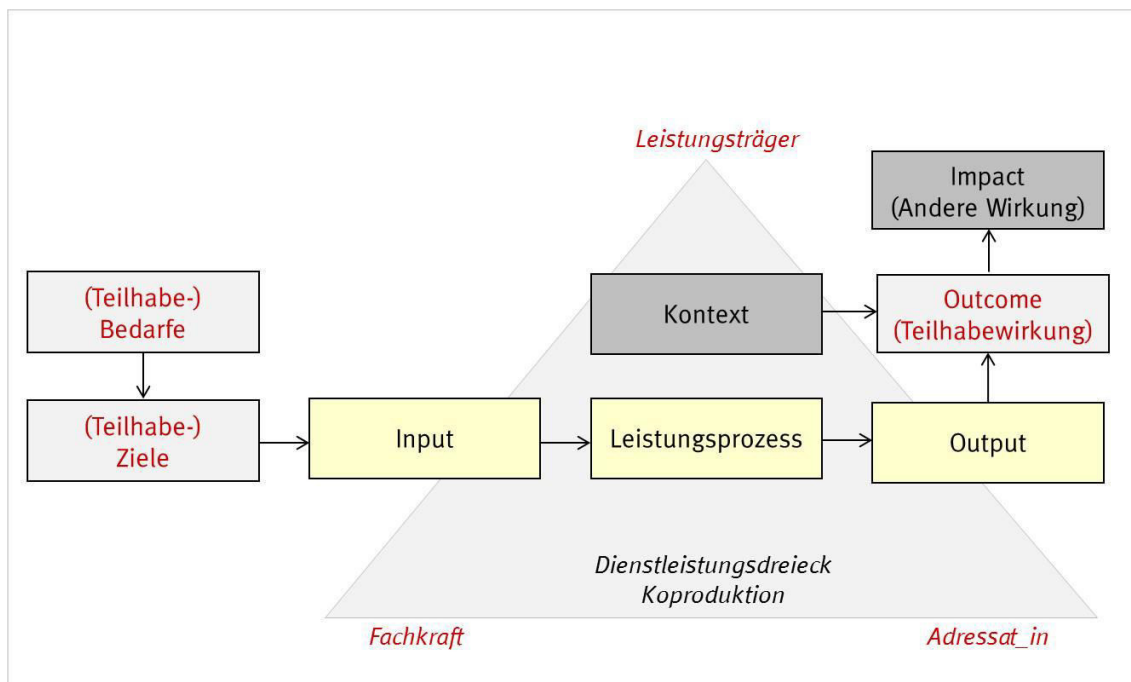 Leistungsträger
Impact
(Andere Wirkung)
(Teilhabe-)
Bedarfe
Kontext
Outcome
(Teilhabewirkung)
(Teilhabe-)
Ziele
Input
Leistungsprozess
Output
Dienstleistungsdreieck
Koproduktion
Fachkraft
Adressat_in